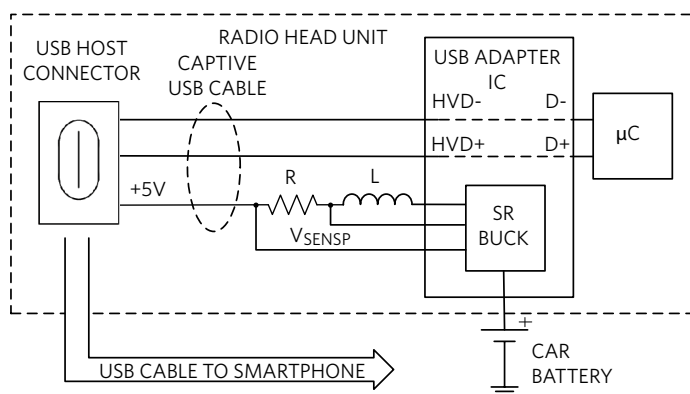 RADIO HEAD UNIT
USB HOST
CONNECTOR
CAPTIVE
USB CABLE
USB ADAPTER
IC
HVD-
D-
HVD+
D+
µC
+5V
R
L
VSENSP
SR
BUCK
+
CAR
BATTERY
USB CABLE TO SMARTPHONE